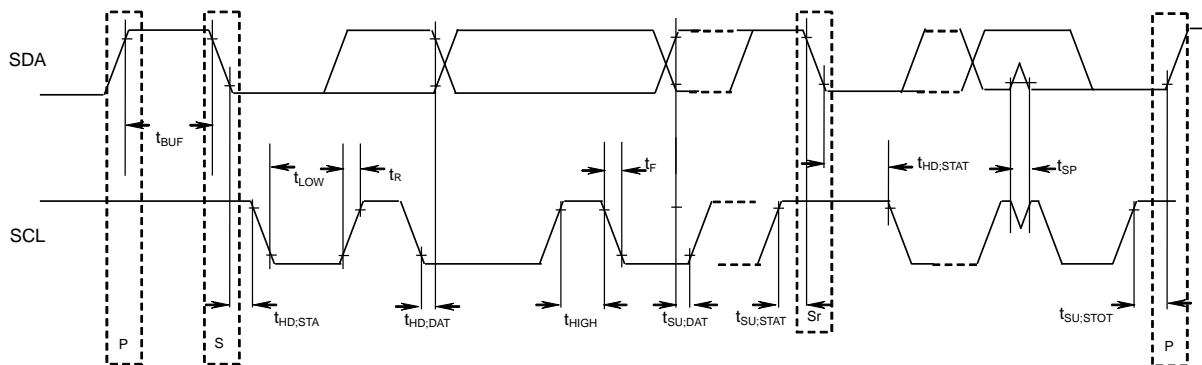 SDA
tBUF
tLOW
tR
tF
tHD;STAT
tSP
SCL
tHD;STA
tHD;DAT
tHIGH
tSU;DAT
tSU;STAT
Sr
tSU;STOT
P
S
P